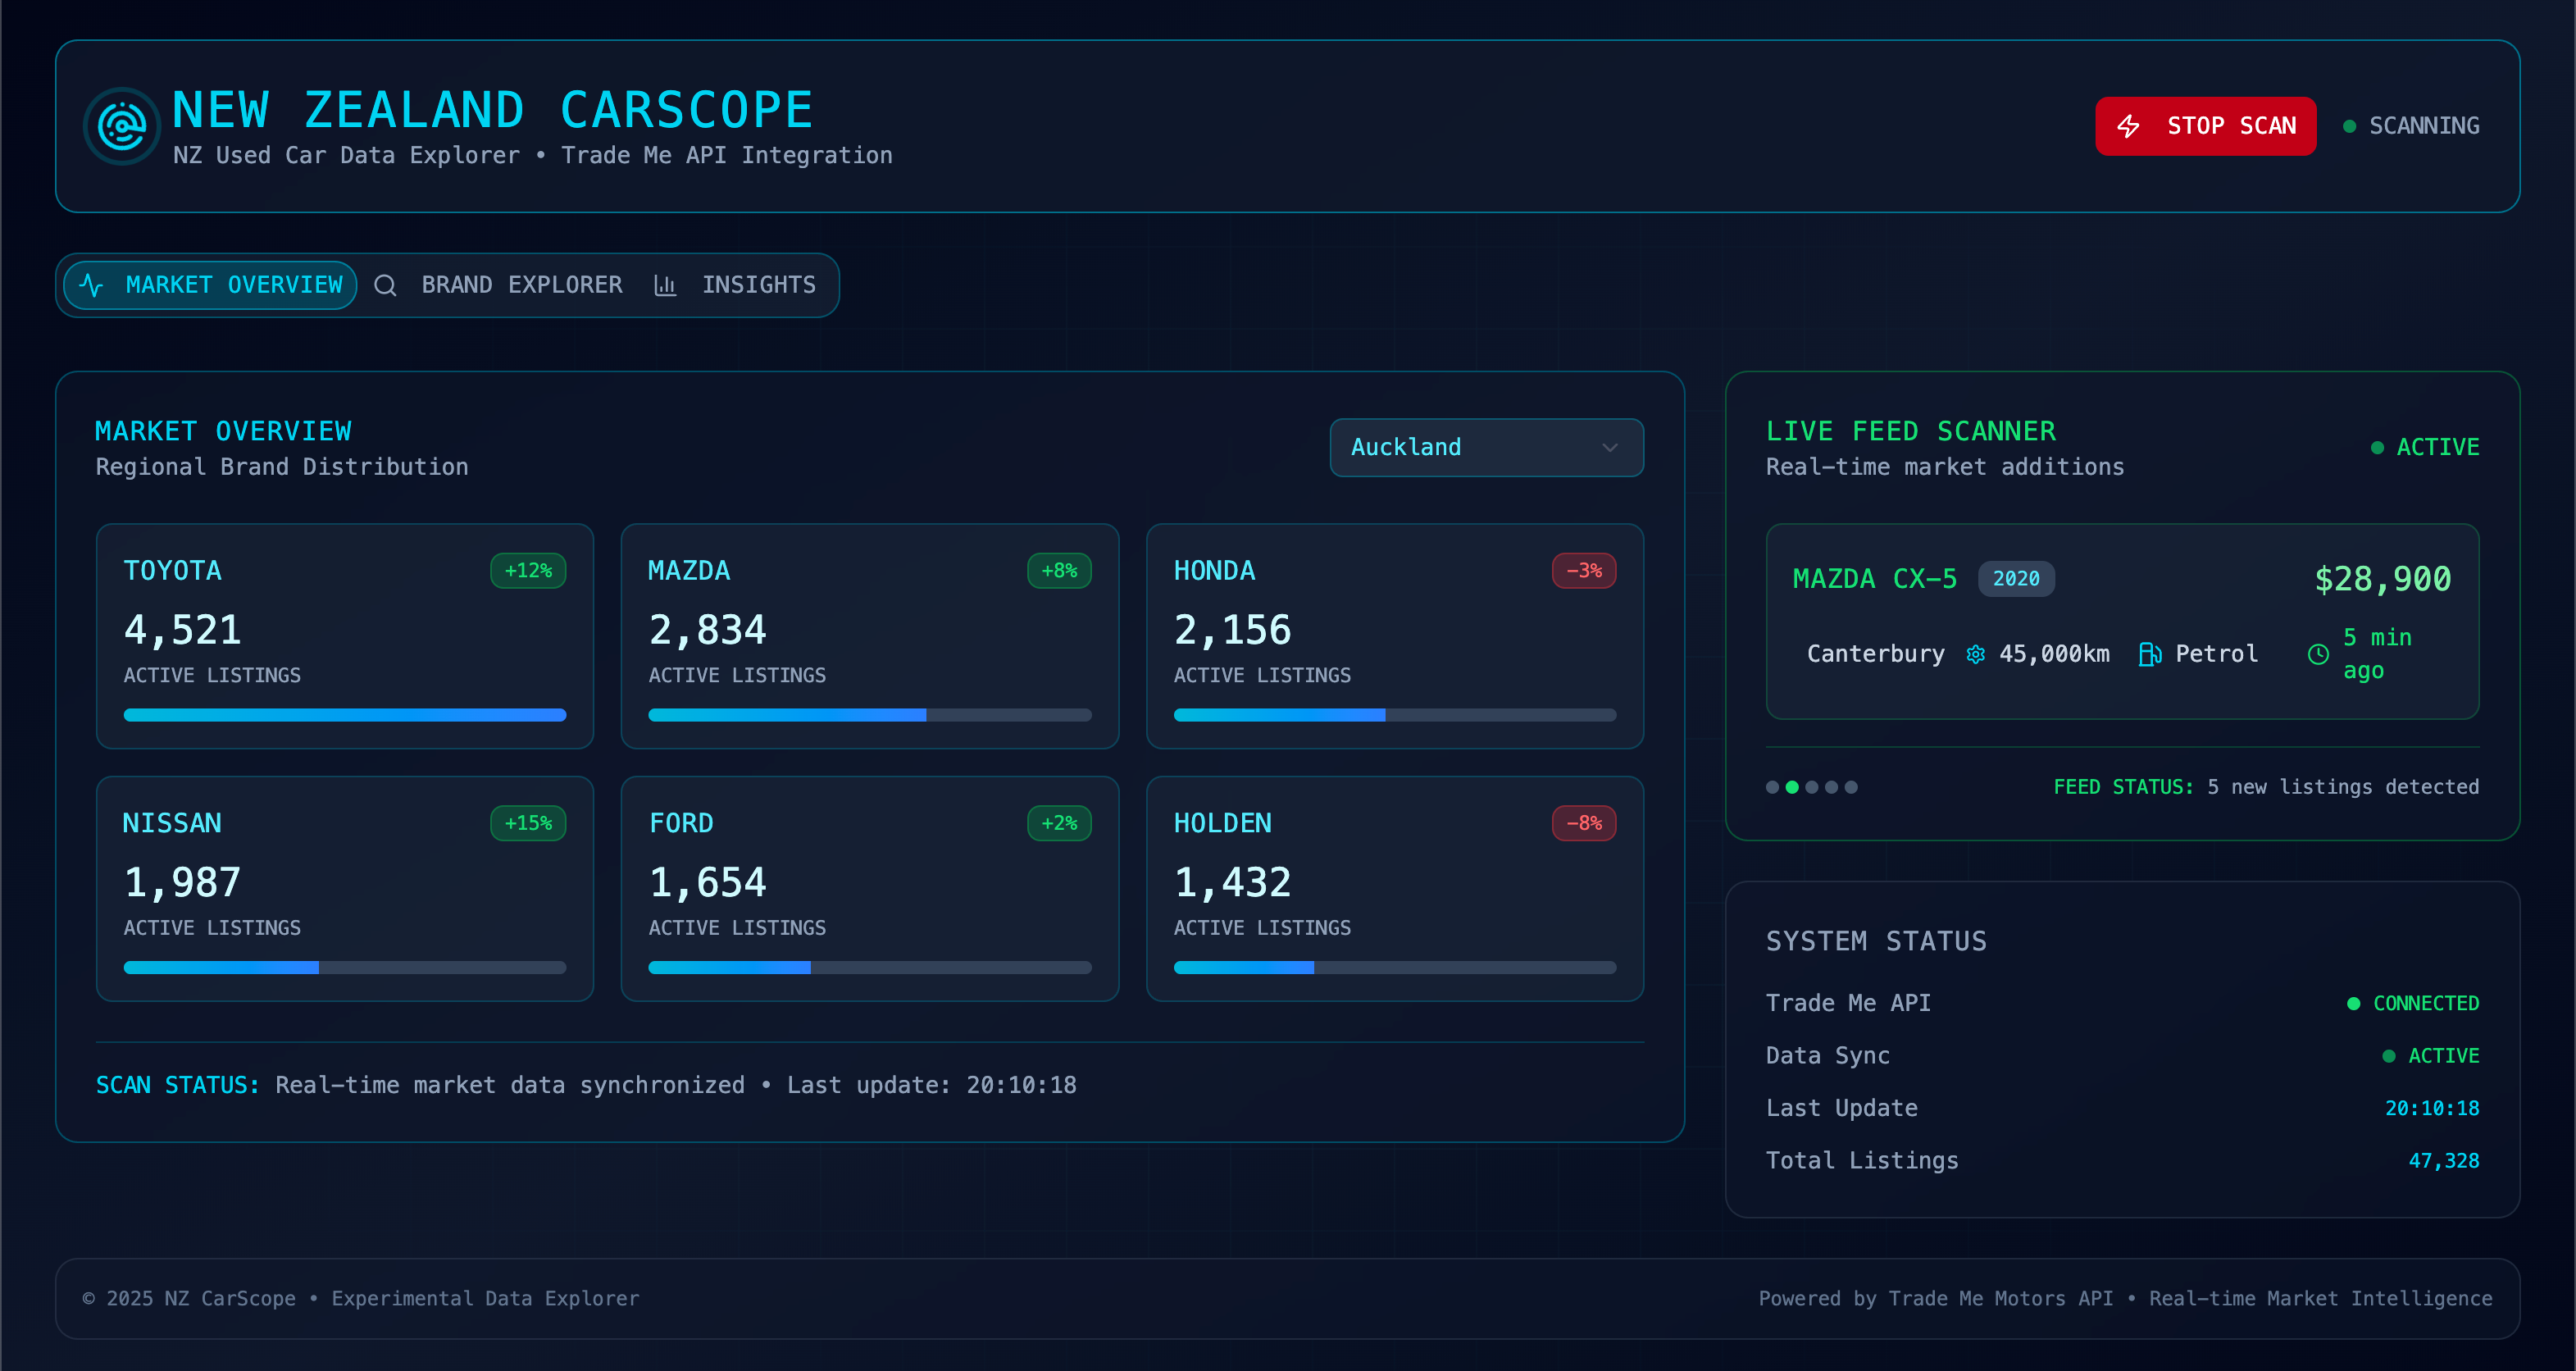 NEW ZEALAND CARSCOPE
NZ Used Car Data Explorer • Trade Me API Integration
STOP SCAN
SCANNING
MARKET OVERVIEW
BRAND EXPLORER
INSIGHTS
MARKET OVERVIEW
Regional Brand Distribution
Auckland
TOYOTA
+12%
4,521
ACTIVE LISTINGS
MAZDA
+8%
2,834
ACTIVE LISTINGS
HONDA
-3%
2,156
ACTIVE LISTINGS
NISSAN
+15%
1,987
ACTIVE LISTINGS
FORD
+2%
1,654
ACTIVE LISTINGS
HOLDEN
-8%
1,432
ACTIVE LISTINGS
SCAN STATUS: Real-time market data synchronized • Last update: 20:10:18
LIVE FEED SCANNER
Real-time market additions
ACTIVE
MAZDA CX-5
2020
$28,900
Canterbury
45,000km
Petrol
5 min
ago
FEED STATUS: 5 new listings detected
SYSTEM STATUS
Trade Me API
CONNECTED
Data Sync
ACTIVE
Last Update
20:10:18
Total Listings
47,328
© 2025 NZ CarScope • Experimental Data Explorer
Powered by Trade Me Motors API • Real-time Market Intelligence